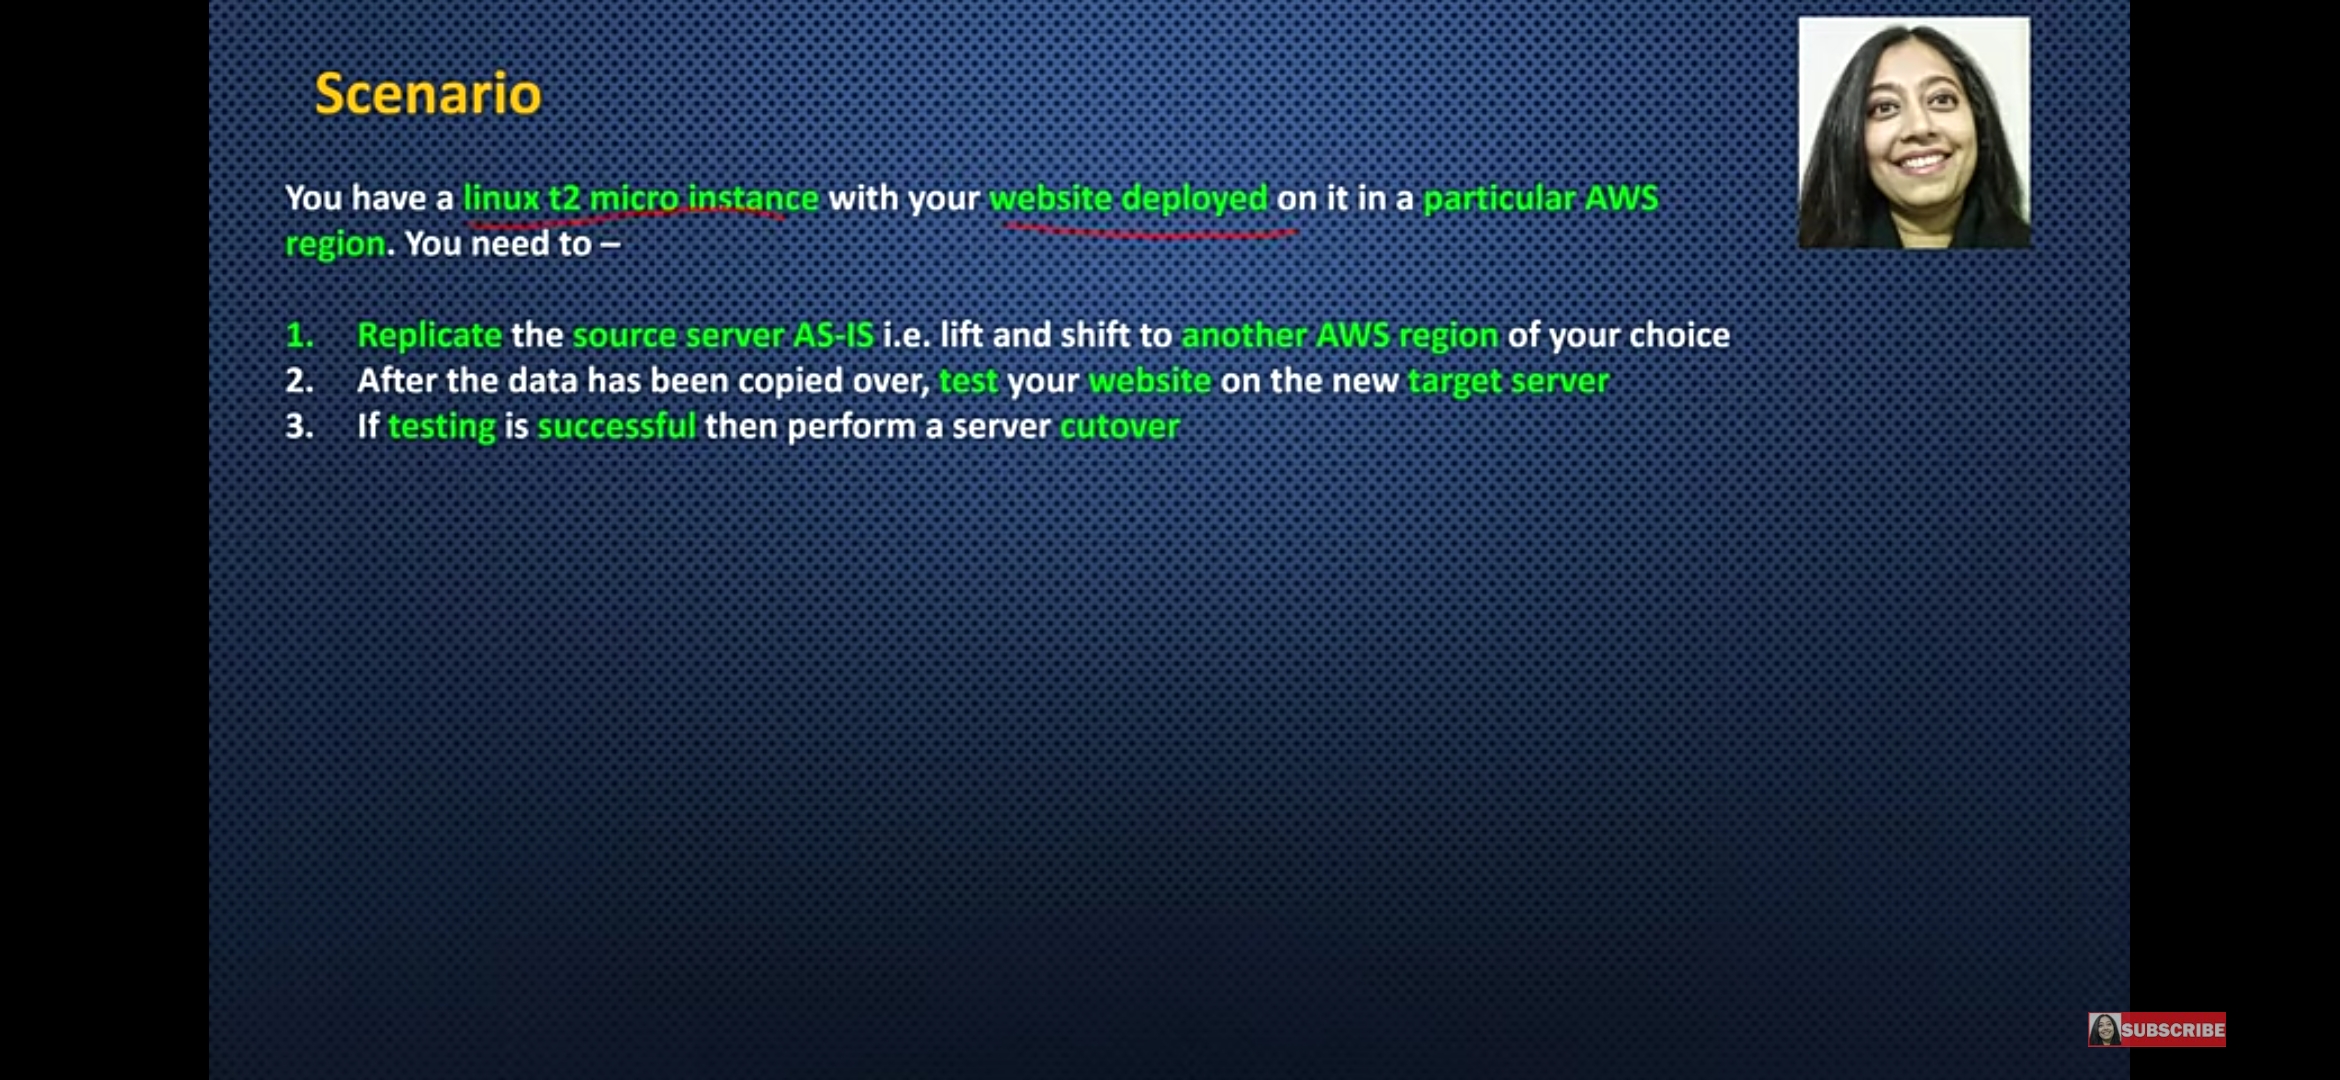 Scenario
You have a linux t2 micro instance with your website deployed on it in a particular AWS
region. You need to –
1. Replicate the source server AS-IS i.e. lift and shift to another AWS region of your choice
2. After the data has been copied over, test your website on the new target server
3. If testing is successful then perform a server cutover
SUBSCRIBE